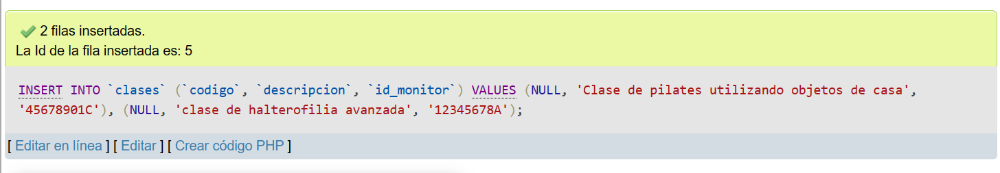 2 filas insertadas.
La Id de la fila insertada es: 5
INSERT INTO `clases` (`codigo`, `descripcion`, `id_monitor`) VALUES (NULL, 'Clase de pilates utilizando objetos de casa',
'45678901C'), (NULL, 'clase de halterofilia avanzada', '12345678A');
[ Editar en línea ] [ Editar ] [ Crear código PHP ]